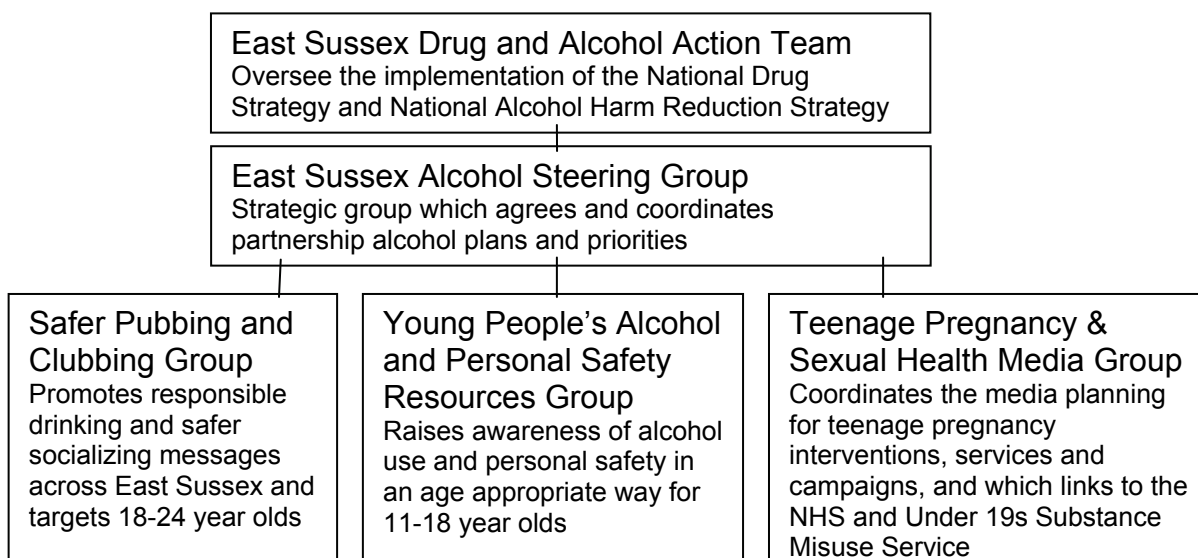 East Sussex Drug and Alcohol Action Team
Oversee the implementation of the National Drug
Strategy and National Alcohol Harm Reduction Strategy
East Sussex Alcohol Steering Group
Strategic group which agrees and coordinates
partnership alcohol plans and priorities
Safer Pubbing and
Clubbing Group
Promotes responsible
drinking and safer
socializing messages
across East Sussex and
targets 18-24 year olds
Young People’s Alcohol
and Personal Safety
Resources Group
Raises awareness of alcohol
use and personal safety in
an age appropriate way for
11-18 year olds
Teenage Pregnancy &
Sexual Health Media Group
Coordinates the media planning
for teenage pregnancy
interventions, services and
campaigns, and which links to the
NHS and Under 19s Substance
Misuse Service